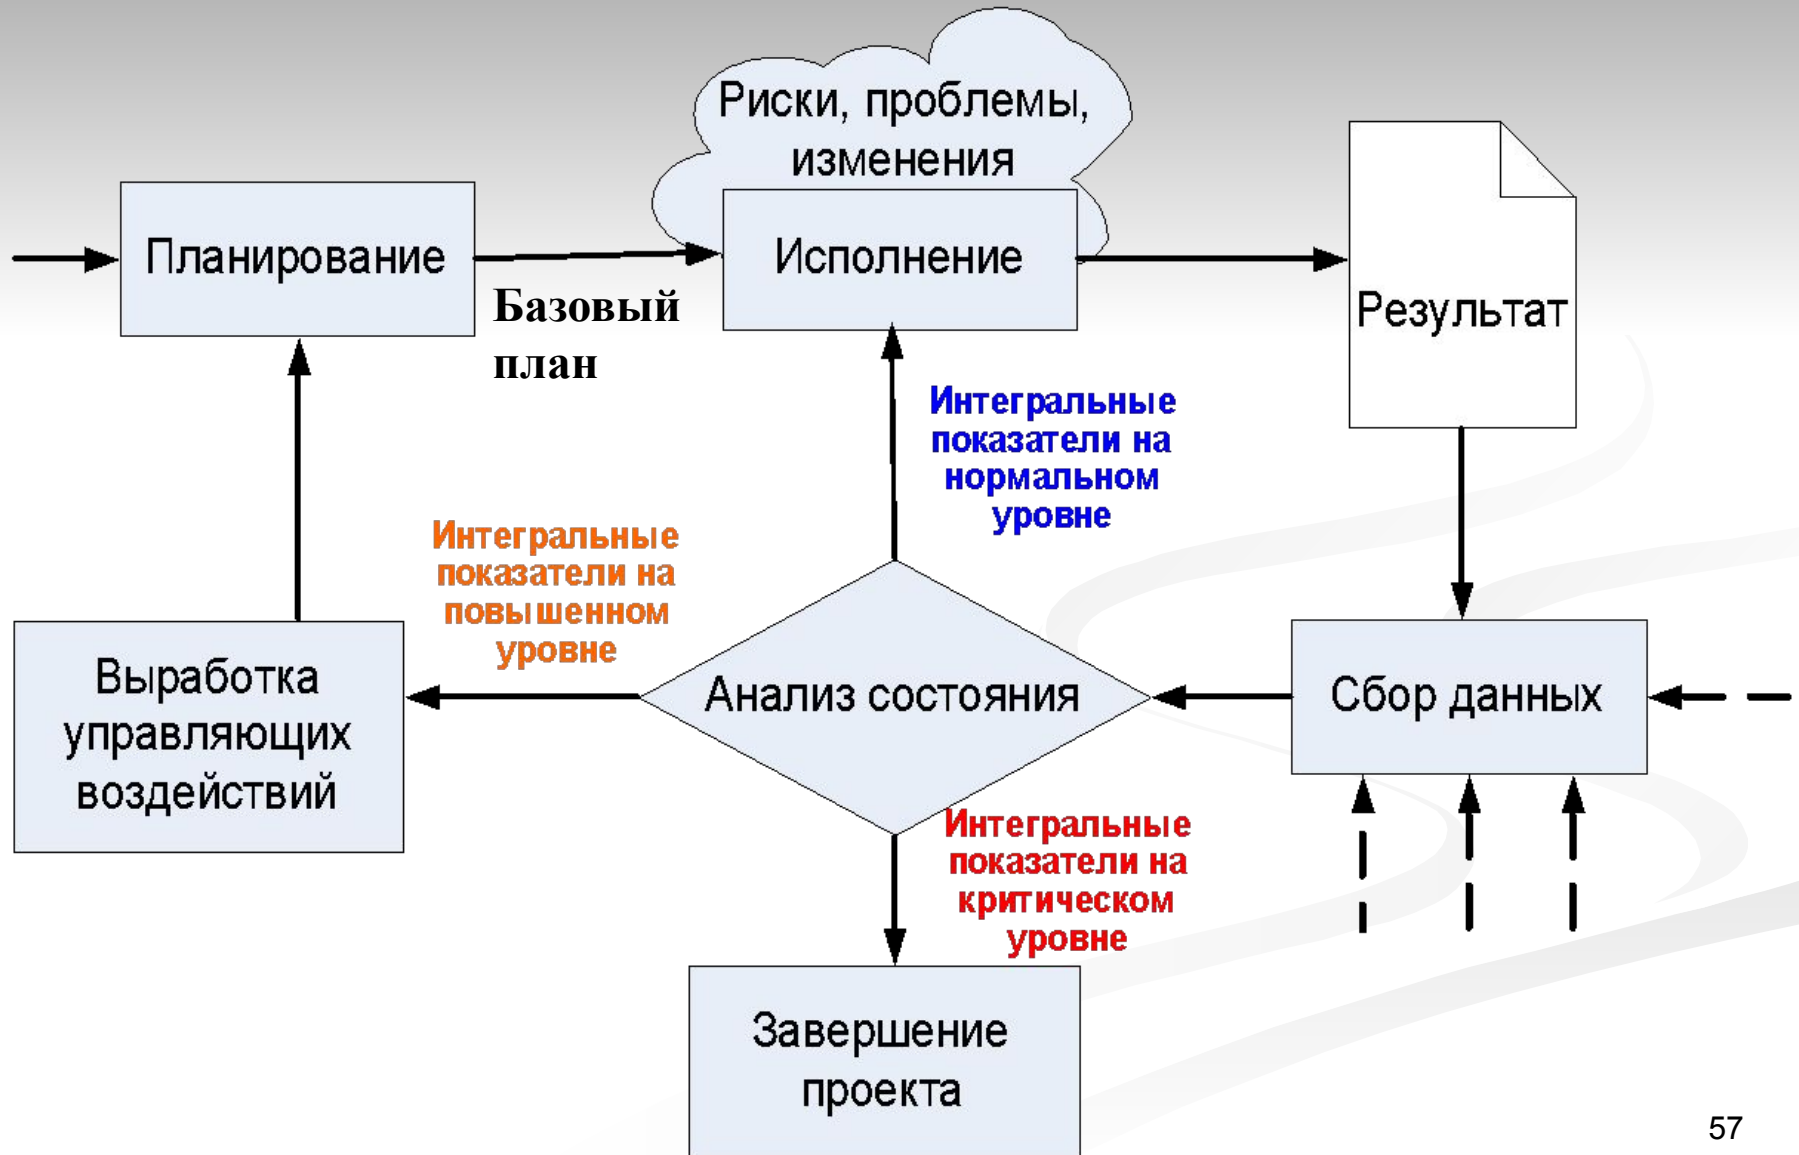 Риски, проблемы,
изменения
Планирование
Исполнение
Базовый
план
Результат
Интегральные
показатели на
нормальном
уровне
Интегральные
показатели на
повышенном
уровне
Выработка
управляющих
воздействий
Анализ состояния
Сбор данных
Интегральные
показатели на
критическом
уровне
Завершение
проекта
57